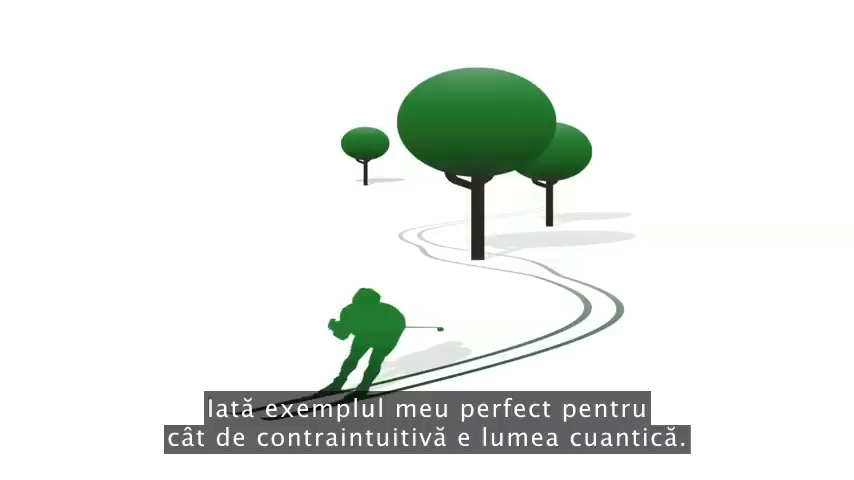 Iată exemplul meu perfect pentru
cât de contraintuitivă e lumea cuantică.